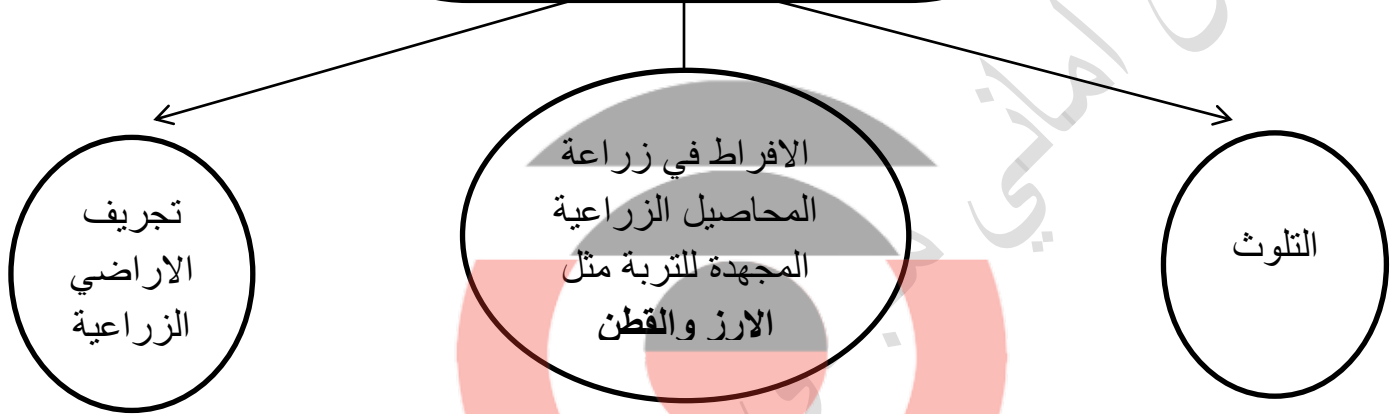 التلوث
الافراط في زراعة
المحاصيل الزراعية
المجهدة للتربة مثل
الارز والقطن
تجريف
الاراضي
الزراعية